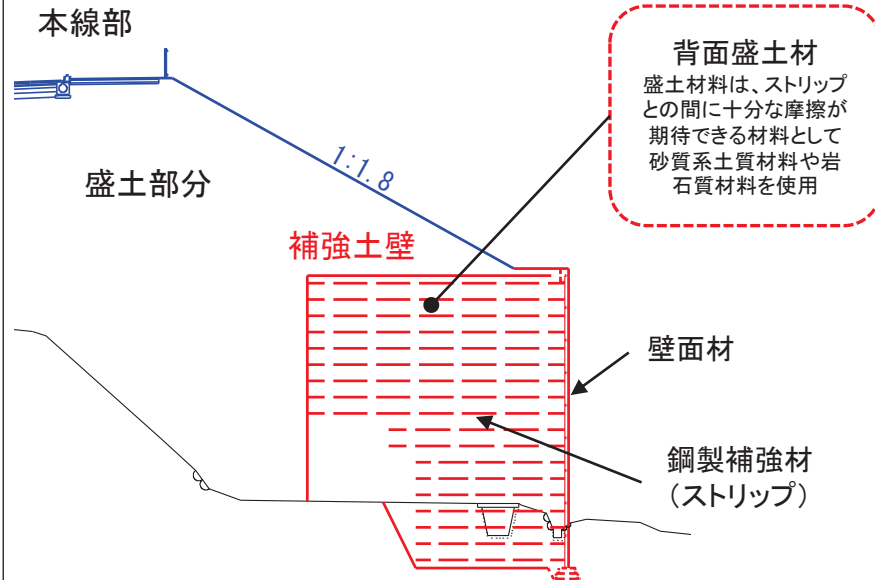 本線部
背面盛土材
盛土材料は、ストリップ
との間に十分な摩擦が
期待できる材料として
砂質系土質材料や岩
石質材料を使用
1:1.8
盛土部分
補強土壁
壁面材
鋼製補強材
（ストリップ）